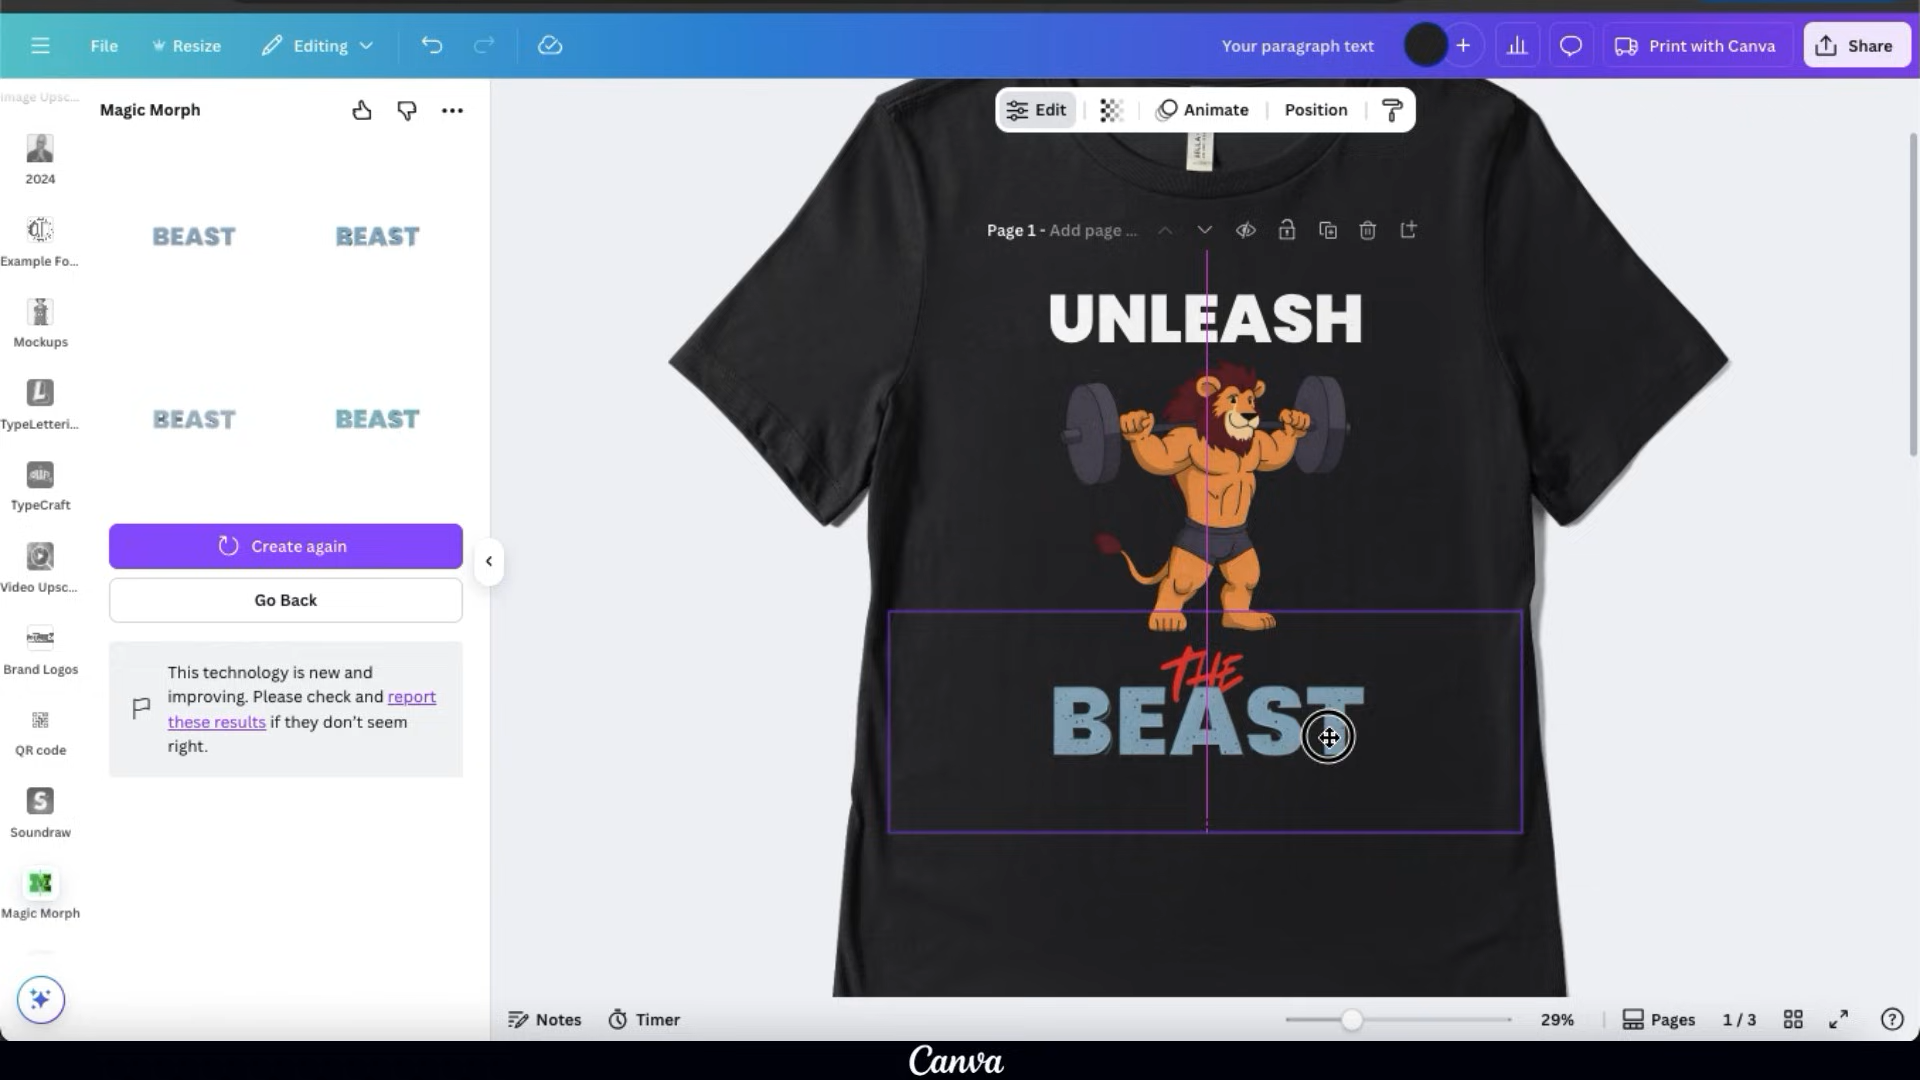 File
Resize
Editing
Your paragraph text
Print with Canva
Share
Image Upsc...
2024
Example Fo...
Mockups
TypeLetteri...
TypeCraft
Video Upsc...
Brand Logos
QR code
Soundraw
Magic Morph
Magic Morph
BEAST
BEAST
BEAST
BEAST
Create again
Go Back
This technology is new and
improving. Please check and report
these results if they don't seem
right.
Edit
Animate
Position
Page 1 - Add page ...
UNLEASH
THE
BEAST
Notes
Timer
29%
Pages
1 / 3
Canva